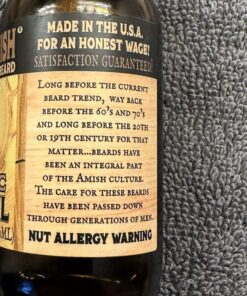 MADE IN THE U.S.A.
FOR AN HONEST WAGE!
SATISFACTION GUARANTEED!
ISH®
BEARD
Long before the current
beard trend, way back
before the 60's and 70's
and long before the 20th
or 19th century for that
matter...beards have
been an integral part
of the Amish culture.
The care for these beards
have been passed down
through generations of men.
C
L
ML)
NUT ALLERGY WARNING